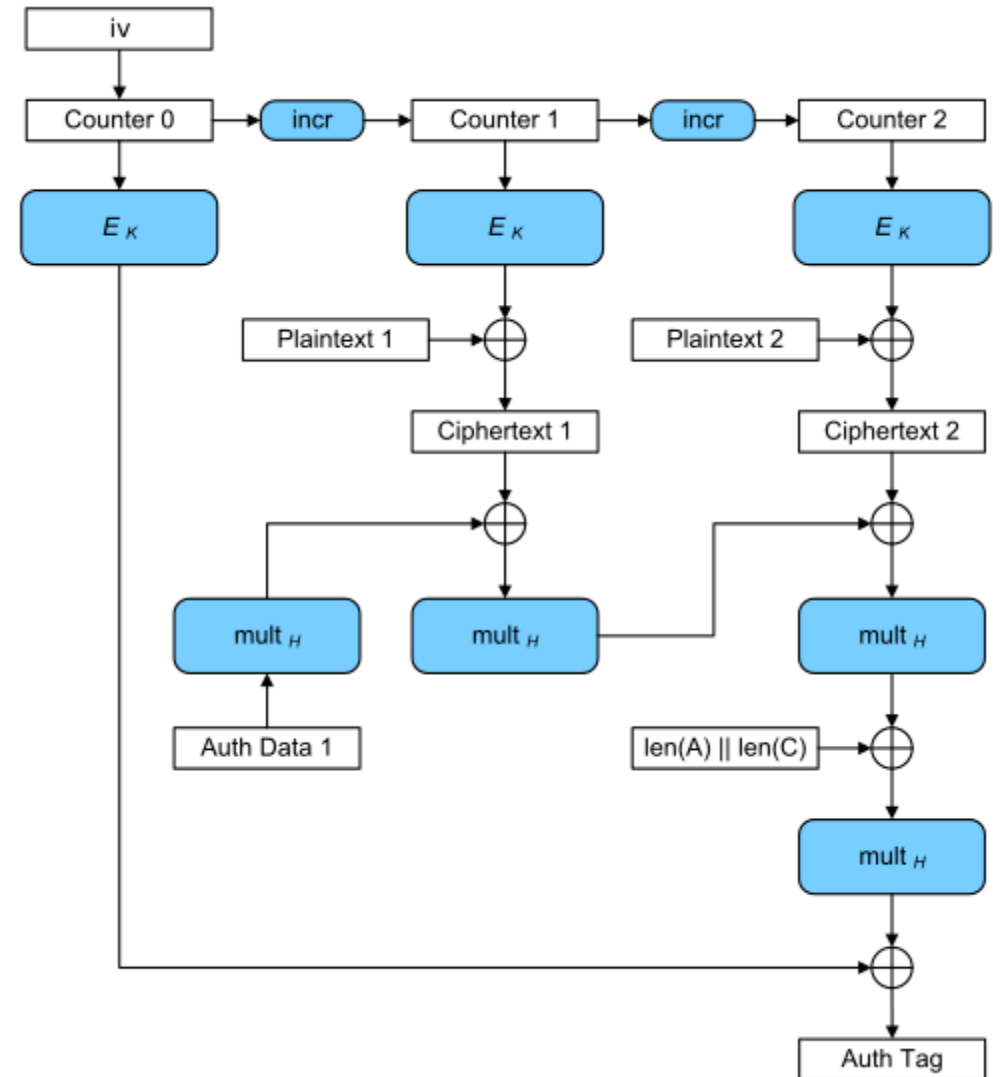 iv
Counter 0
incr
Counter 1
incr
Counter 2
E K
E K
E K
Plaintext 1
Plaintext 2
Ciphertext 1
Ciphertext 2
mult H
mult H
mult H
Auth Data 1
len(A) || len(C)
mult H
Auth Tag